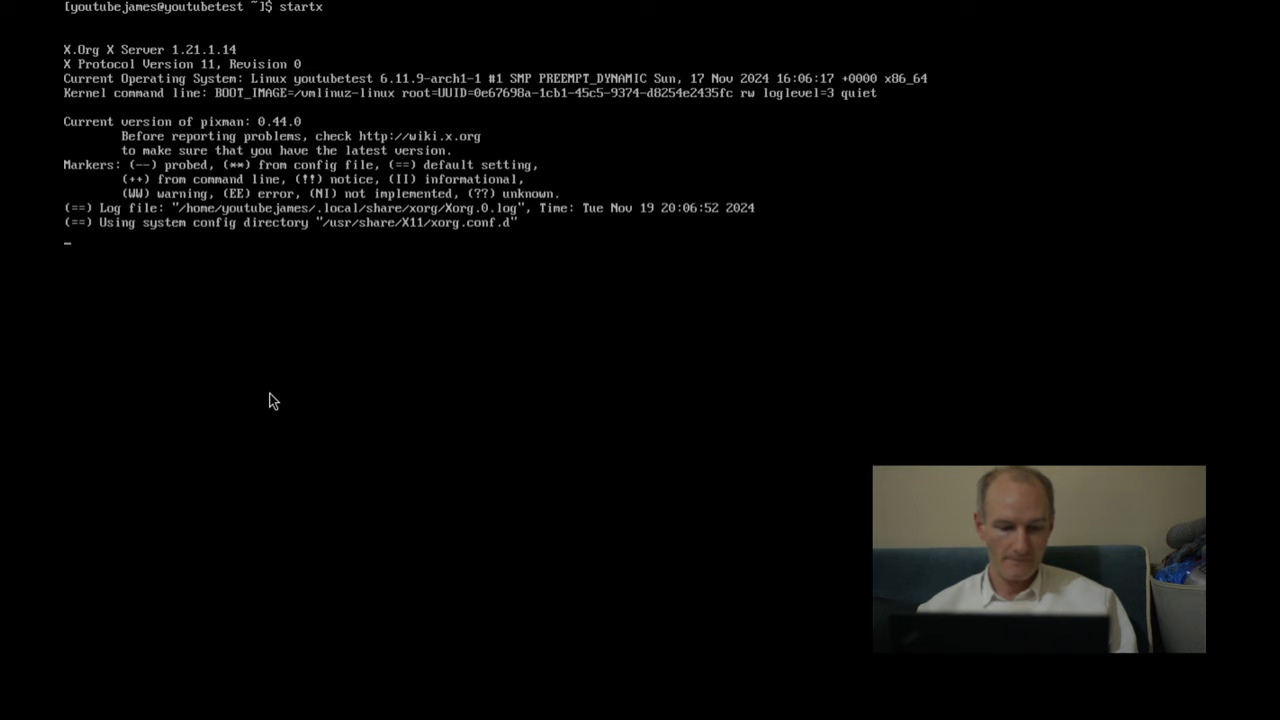 [youtubejames@youtubetest ~]$ startx
X.Org X Server 1.21.1.14
X Protocol Version 11, Revision 0
Current Operating System: Linux youtubetest 6.11.9-arch1-1 #1 SMP PREEMPT_DYNAMIC Sun, 17 Nov 2024 16:06:17 +0000 x86_64
Kernel command line: BOOT_IMAGE=/vmlinuz-linux root=UUID=0e67698a-1cb1-45c5-9374-d8254e2435fc rw loglevel=3 quiet
Current version of pixman: 0.44.0
Before reporting problems, check http://wiki.x.org
to make sure that you have the latest version.
Markers: (--) probed, (**) from config file, (==) default setting,
(++) from command line, (!!) notice, (II) informational,
(WW) warning, (EE) error, (NI) not implemented, (??) unknown.
(==) Log file: "/home/youtubejames/.local/share/xorg/Xorg.0.log", Time: Tue Nov 19 20:06:52 2024
(==) Using system config directory "/usr/share/X11/xorg.conf.d"